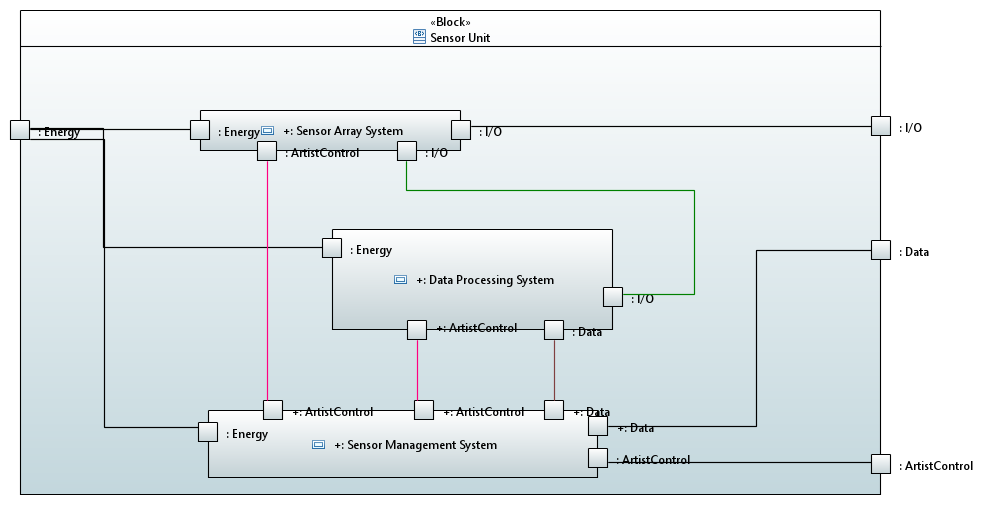 «Block»
Sensor Unit
: Energy
: Energy
+: Sensor Array System
: I/O
: I/O
: ArtistControl
: I/O
: Energy
: Data
+: Data Processing System
: I/O
+: ArtistControl
: Data
+: ArtistControl
+: ArtistControl
+: Data
+: Data
: Energy
+: Sensor Management System
: ArtistControl
: ArtistControl